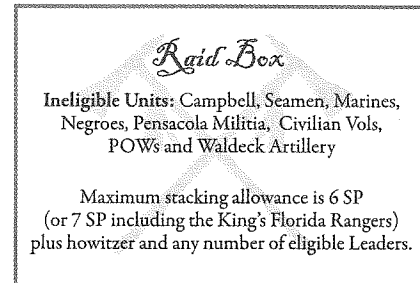 Raid Box
Ineligible Units: Campbell, Seamen, Marines,
Negroes, Pensacola Militia, Civilian Vols,
POWs and Waldeck Artillery
Maximum stacking allowance is 6 SP
(or 7 SP including the King's Florida Rangers)
plus howitzer and any number of eligible Leaders.